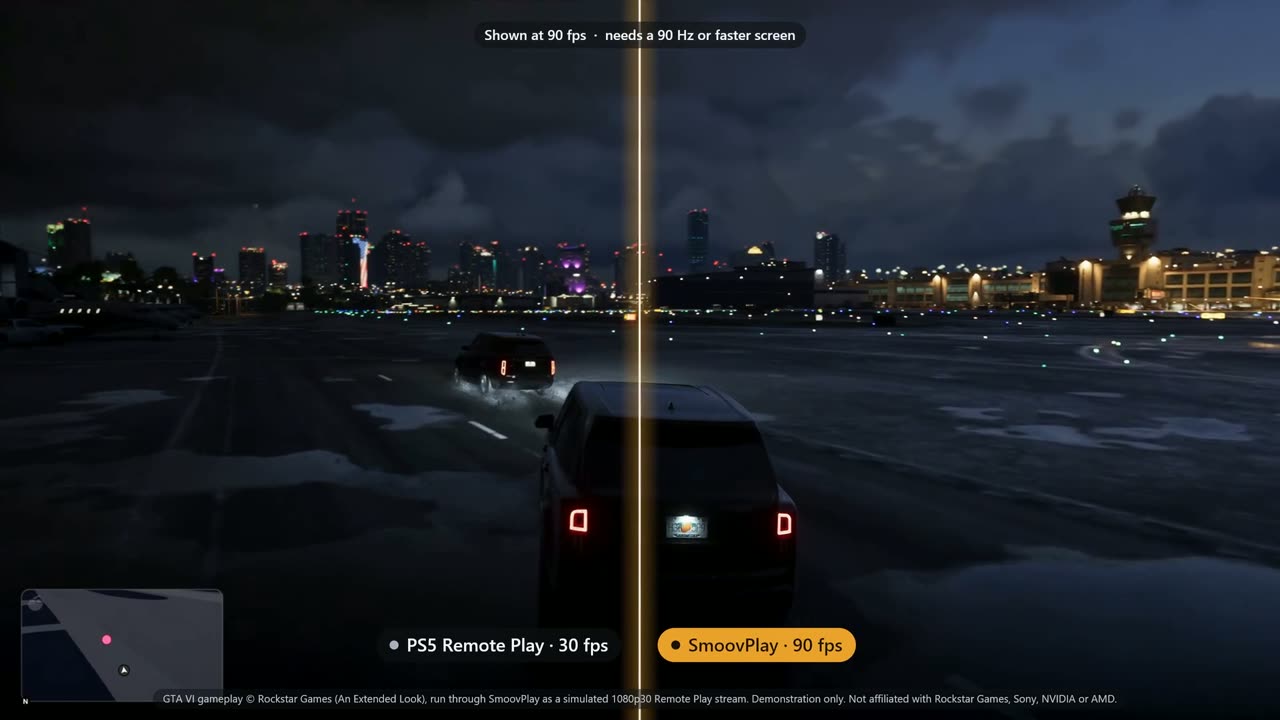 Shown at 90 fps · needs a 90 Hz or faster screen
PS5 Remote Play · 30 fps
SmoovPlay · 90 fps
N
GTA VI gameplay © Rockstar Games (An Extended Look), run through SmoovPlay as a simulated 1080p30 Remote Play stream. Demonstration only. Not affiliated with Rockstar Games, Sony, NVIDIA or AMD.